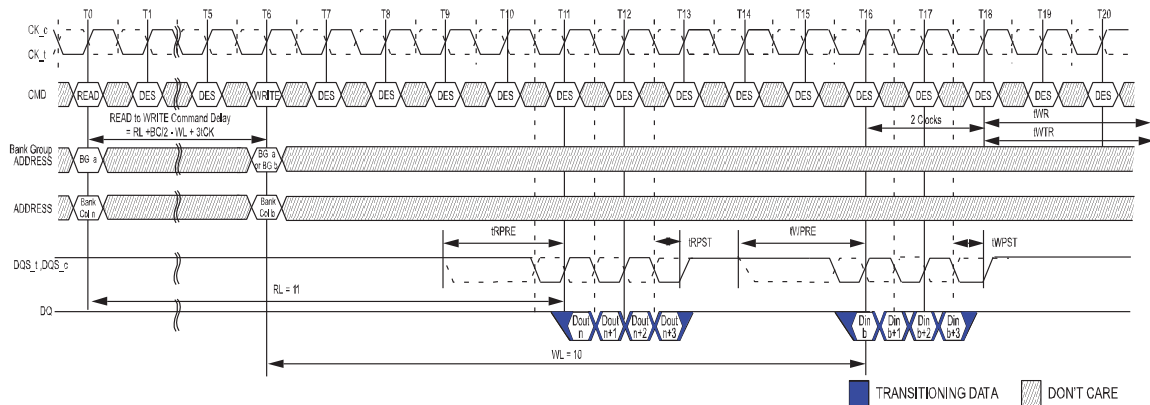 T0 T1 T5 T6 T7 T8 T9 T10 T11 T12 T13 T14 T15 T16 T17 T18 T19 T20
CK_c
CK_t
CMD READ DES DES WRITE DES DES DES DES DES DES DES DES DES DES DES DES DES DES
READ to WRITE Command Delay
= RL +BC/2 - WL + 3tCK
2 Clocks
tWR
tWTR
Bank Group
ADDRESS
BG a
BG a
or BG b
ADDRESS
Bank
Col n
Bank
Col b
tRPRE tRPST tWPRE tWPST
DQS_t ,DQS_c
RL = 11
DQ
Dout
n
Dout
n+1
Dout
n+2
Dout
n+3
Din
b
Din
b+1
Din
b+2
Din
b+3
WL = 10
TRANSITIONING DATA
DON'T CARE